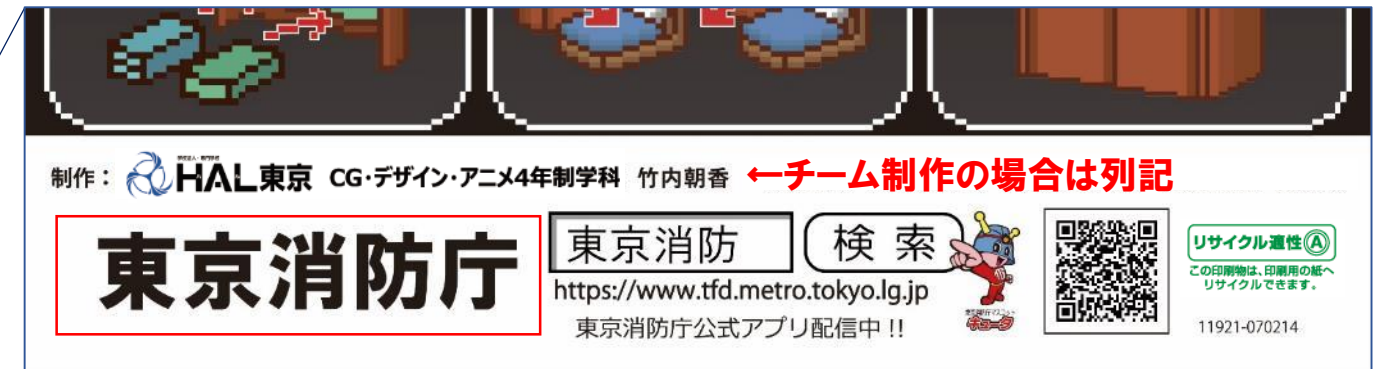 制作： HAL東京 CG・デザイン・アニメ4年制学科 竹内朝香 ←チーム制作の場合は列記
東京消防庁
東京消防 検索
https://www.tfd.metro.tokyo.lg.jp
東京消防庁公式アプリ配信中 !!
キュータ
リサイクル適性Ⓐ
この印刷物は、印刷用の紙へ
リサイクルできます。
11921-070214